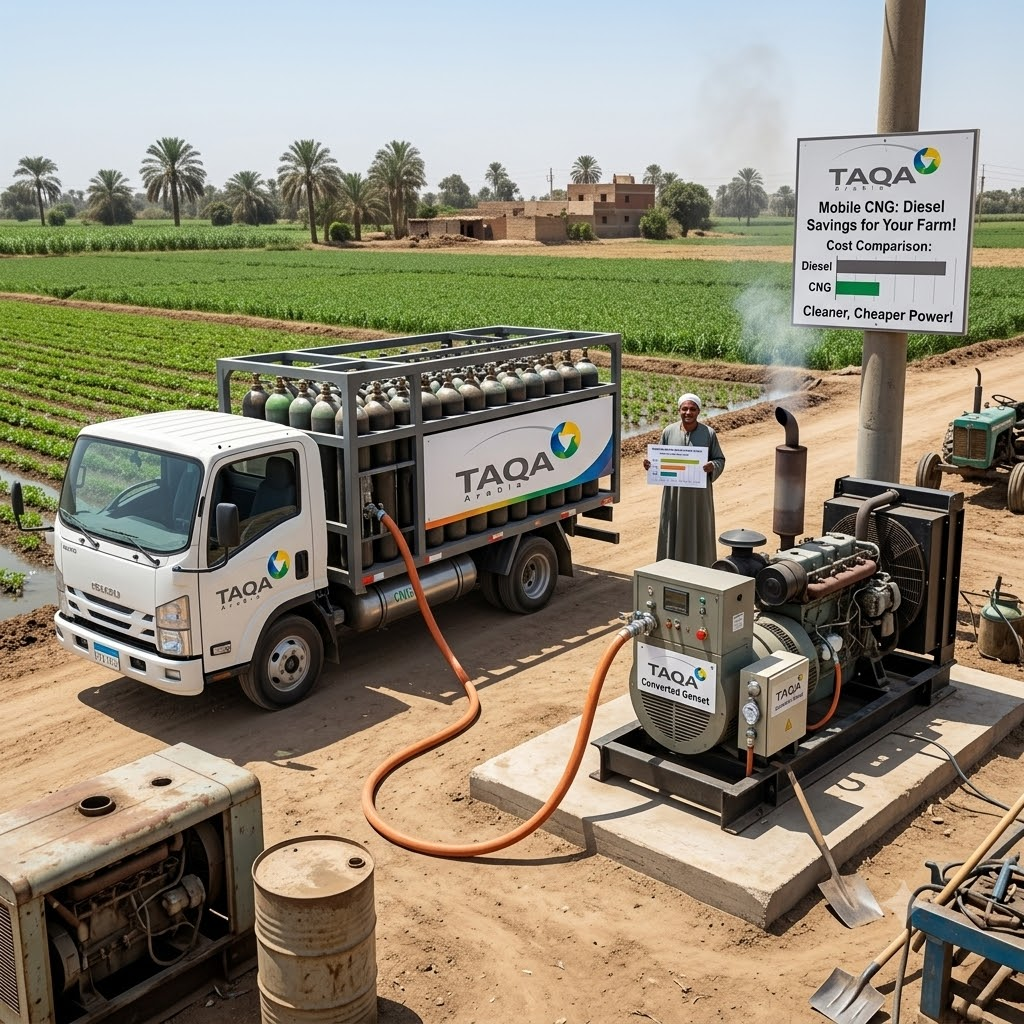 TAQA
Arabia
Mobile CNG: Diesel
Savings for Your Farm!
Cost Comparison:
Diesel
CNG
Cleaner, Cheaper Power!
TAQA
Arabia
ISUZU
TAQA
Arabia
CNG
TAQA
Converted Genset
TAQA